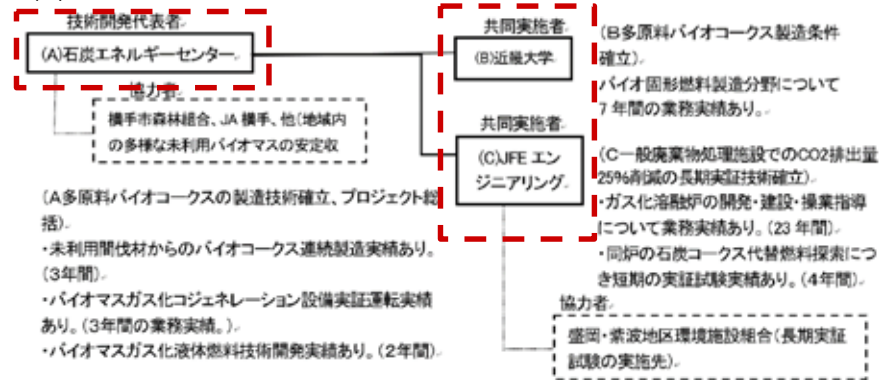 技術開発代表者
(A)石炭エネルギーセンター
協力者
横手市森林組合、JA 横手、他(地域内
の多様な未利用バイオマスの安定収
(A多原料バイオコークスの製造技術確立、プロジェクト総
括)
・未利用間伐材からのバイオコークス連続製造実績あり。
(3年間)
・バイオマスガス化コジェネレーション設備実証運転実績
あり。(3年間の業務実績。)
・バイオマスガス化液体燃料技術開発実績あり。(2年間)
共同実施者
(B)近畿大学
共同実施者
(C)JFE エン
ジニアリング
(B多原料バイオコークス製造条件
確立)
バイオ固形燃料製造分野について
7 年間の業務実績あり。
(C一般廃棄物処理施設でのCO2排出量
25%削減の長期実証技術確立)
・ガス化溶融炉の開発・建設・操業指導
について業務実績あり。(23 年間)
・同炉の石炭コークス代替燃料探索につ
き短期の実証試験実績あり。(4年間)
協力者
盛岡・紫波地区環境施設組合(長期実証
試験の実施先)